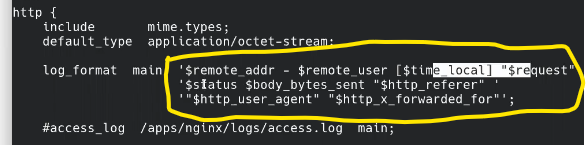 http {
    include       mime.types;
    default_type  application/octet-stream;
    log_format  main  '$remote_addr - $remote_user [$time_local] "$request"
                      '$status $body_bytes_sent "$http_referer" '
                      '"$http_user_agent" "$http_x_forwarded_for"';
    #access_log  /apps/nginx/logs/access.log  main;